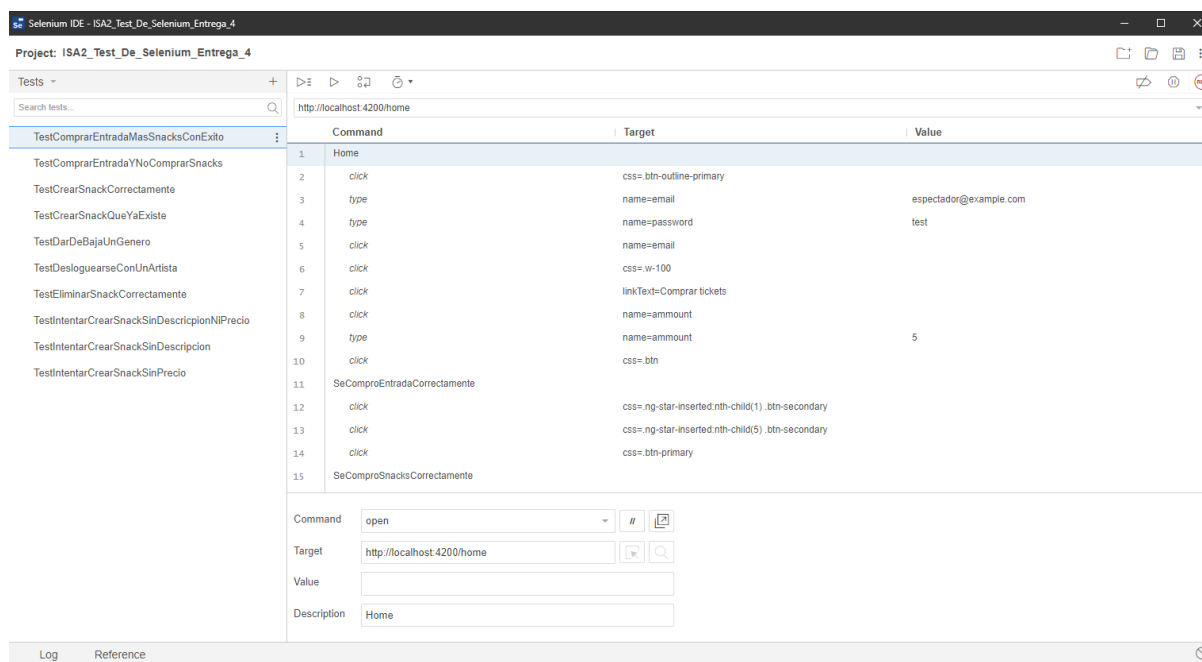 Selenium IDE - ISA2_Test_De_Selenium_Entrega_4
Project: ISA2_Test_De_Selenium_Entrega_4
Tests
Search tests...
TestComprarEntradaMasSnacksConExito
TestComprarEntradaYNoComprarSnacks
TestCrearSnackCorrectamente
TestCrearSnackQueYaExiste
TestDarDeBajaUnGenero
TestDesloguearseConUnArtista
TestEliminarSnackCorrectamente
TestIntentarCrearSnackSinDescricpionNiPrecio
TestIntentarCrearSnackSinDescripcion
TestIntentarCrearSnackSinPrecio
http://localhost:4200/home
Command Target Value
1 Home
2 click css=.btn-outline-primary
3 type name=email espectador@example.com
4 type name=password test
5 click name=email
6 click css=.w-100
7 click linkText=Comprar tickets
8 click name=ammount
9 type name=ammount 5
10 click css=.btn
11 SeComproEntradaCorrectamente
12 click css=.ng-star-inserted:nth-child(1) .btn-secondary
13 click css=.ng-star-inserted:nth-child(5) .btn-secondary
14 click css=.btn-primary
15 SeComproSnacksCorrectamente
Command open //
Target http://localhost:4200/home
Value
Description Home
Log Reference